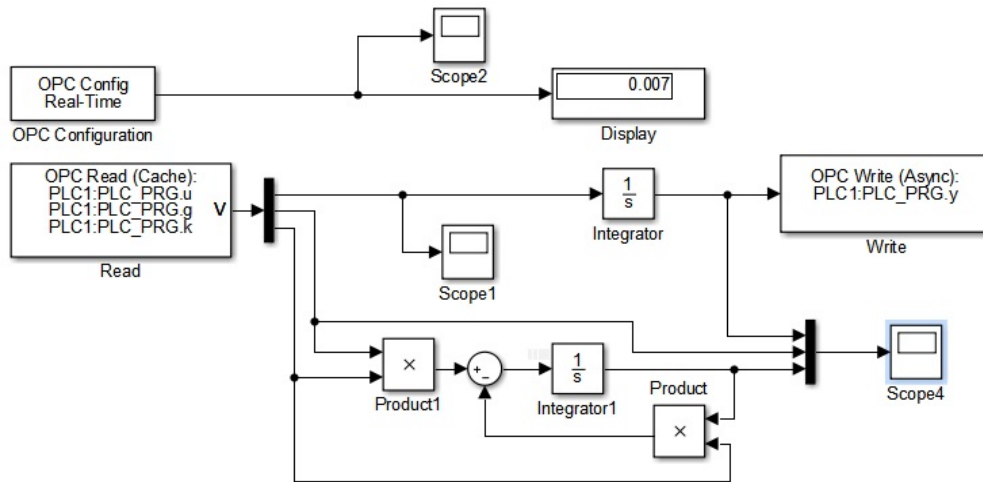 Scope2
OPC Config
Real-Time
OPC Configuration
0.007
Display
OPC Read (Cache):
PLC1:PLC_PRG.u
PLC1:PLC_PRG.g
PLC1:PLC_PRG.k
V
Read
1
s
Integrator
OPC Write (Async):
PLC1:PLC_PRG.y
Write
Scope1
×
Product1
+
−
1
s
Integrator1
Product
×
Scope4